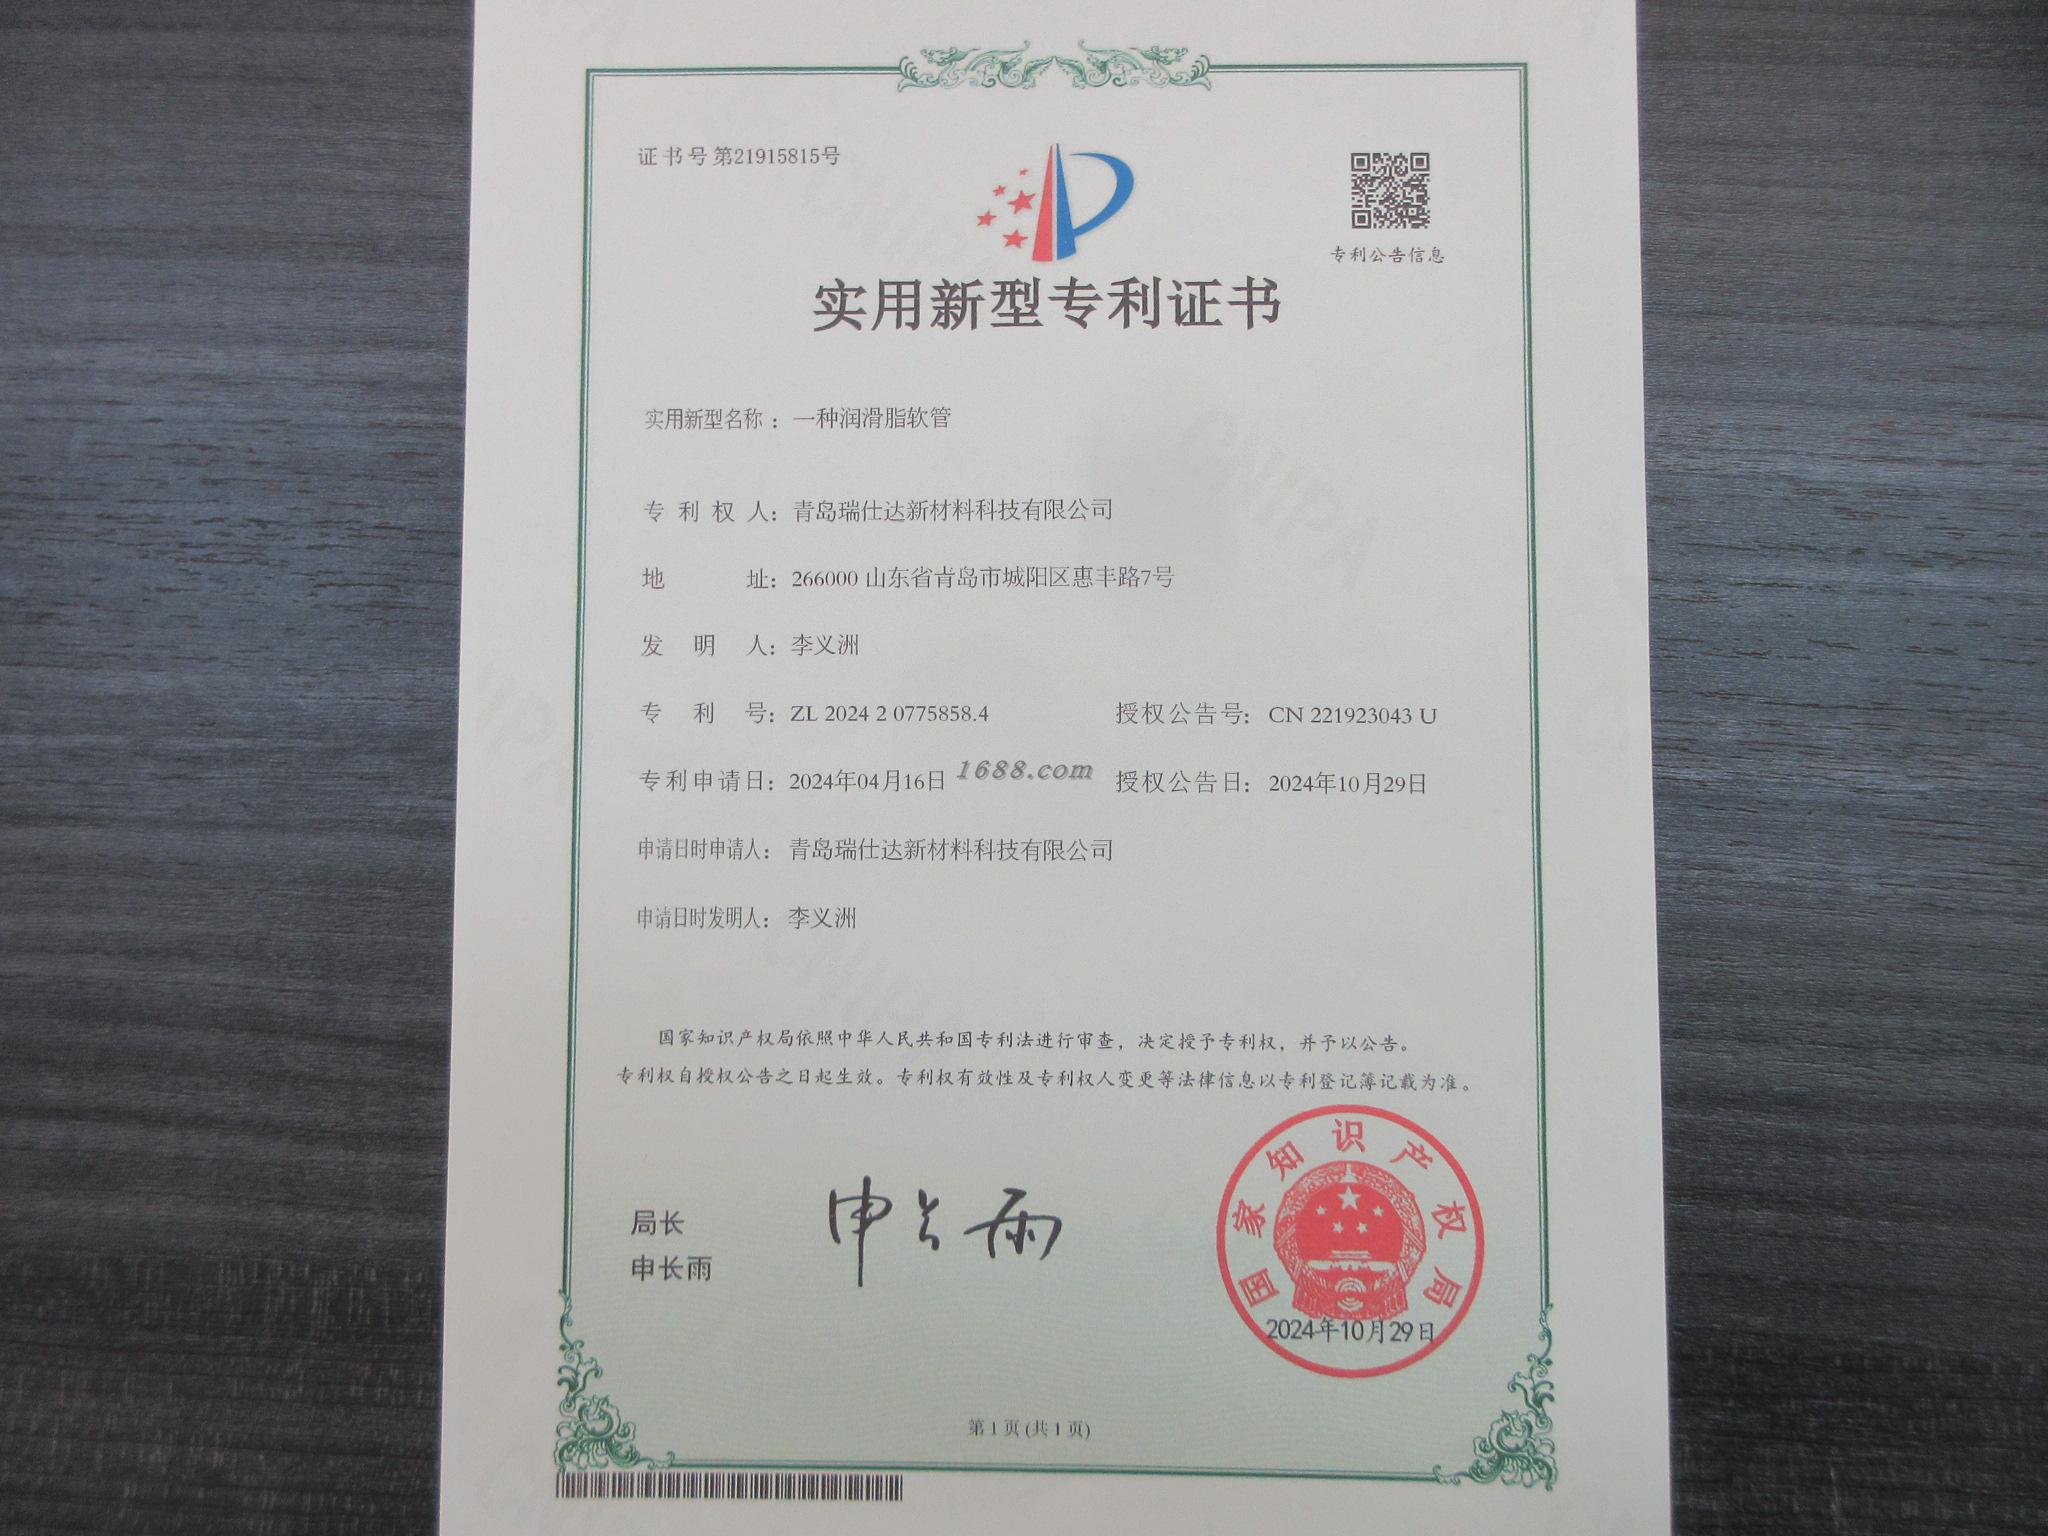 证书号第21915815号
专利公告信息
实用新型专利证书
实用新型名称：一种润滑脂软管
专利权人：青岛瑞仕达新材料科技有限公司
地址：266000 山东省青岛市城阳区惠丰路7号
发明人：李义洲
专利号：ZL 2024 2 0775858.4 授权公告号：CN 221923043 U
专利申请日：2024年04月16日 授权公告日：2024年10月29日
1688.com
申请日时申请人：青岛瑞仕达新材料科技有限公司
申请日时发明人：李义洲
国家知识产权局依照中华人民共和国专利法进行审查，决定授予专利权，并予以公告。
专利权自授权公告之日起生效。专利权有效性及专利权人变更等法律信息以专利登记簿记载为准。
局长
申长雨
申长雨
国家知识产权局
2024年10月29日
第1页(共1页)
CNIPA